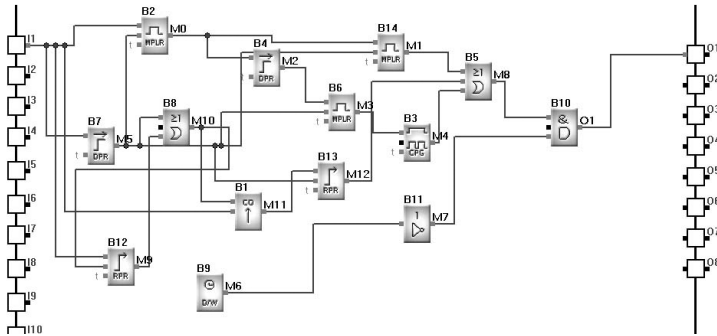 I1
I2
I3
I4
I5
I6
I7
I8
I9
I10
B2
M0
t
MPLR
B14
M1
t
MPLR
B4
M2
t
DPR
B5
≥1
M8
B7
M5
t
DPR
B8
≥1
M10
B6
M3
t
MPLR
B3
M4
t
CPG
B10
&
O1
B13
M12
t
RPR
B1
CO
M11
B11
1
M7
B12
M9
t
RPR
B9
M6
D/W
O1
O2
O3
O4
O5
O6
O7
O8